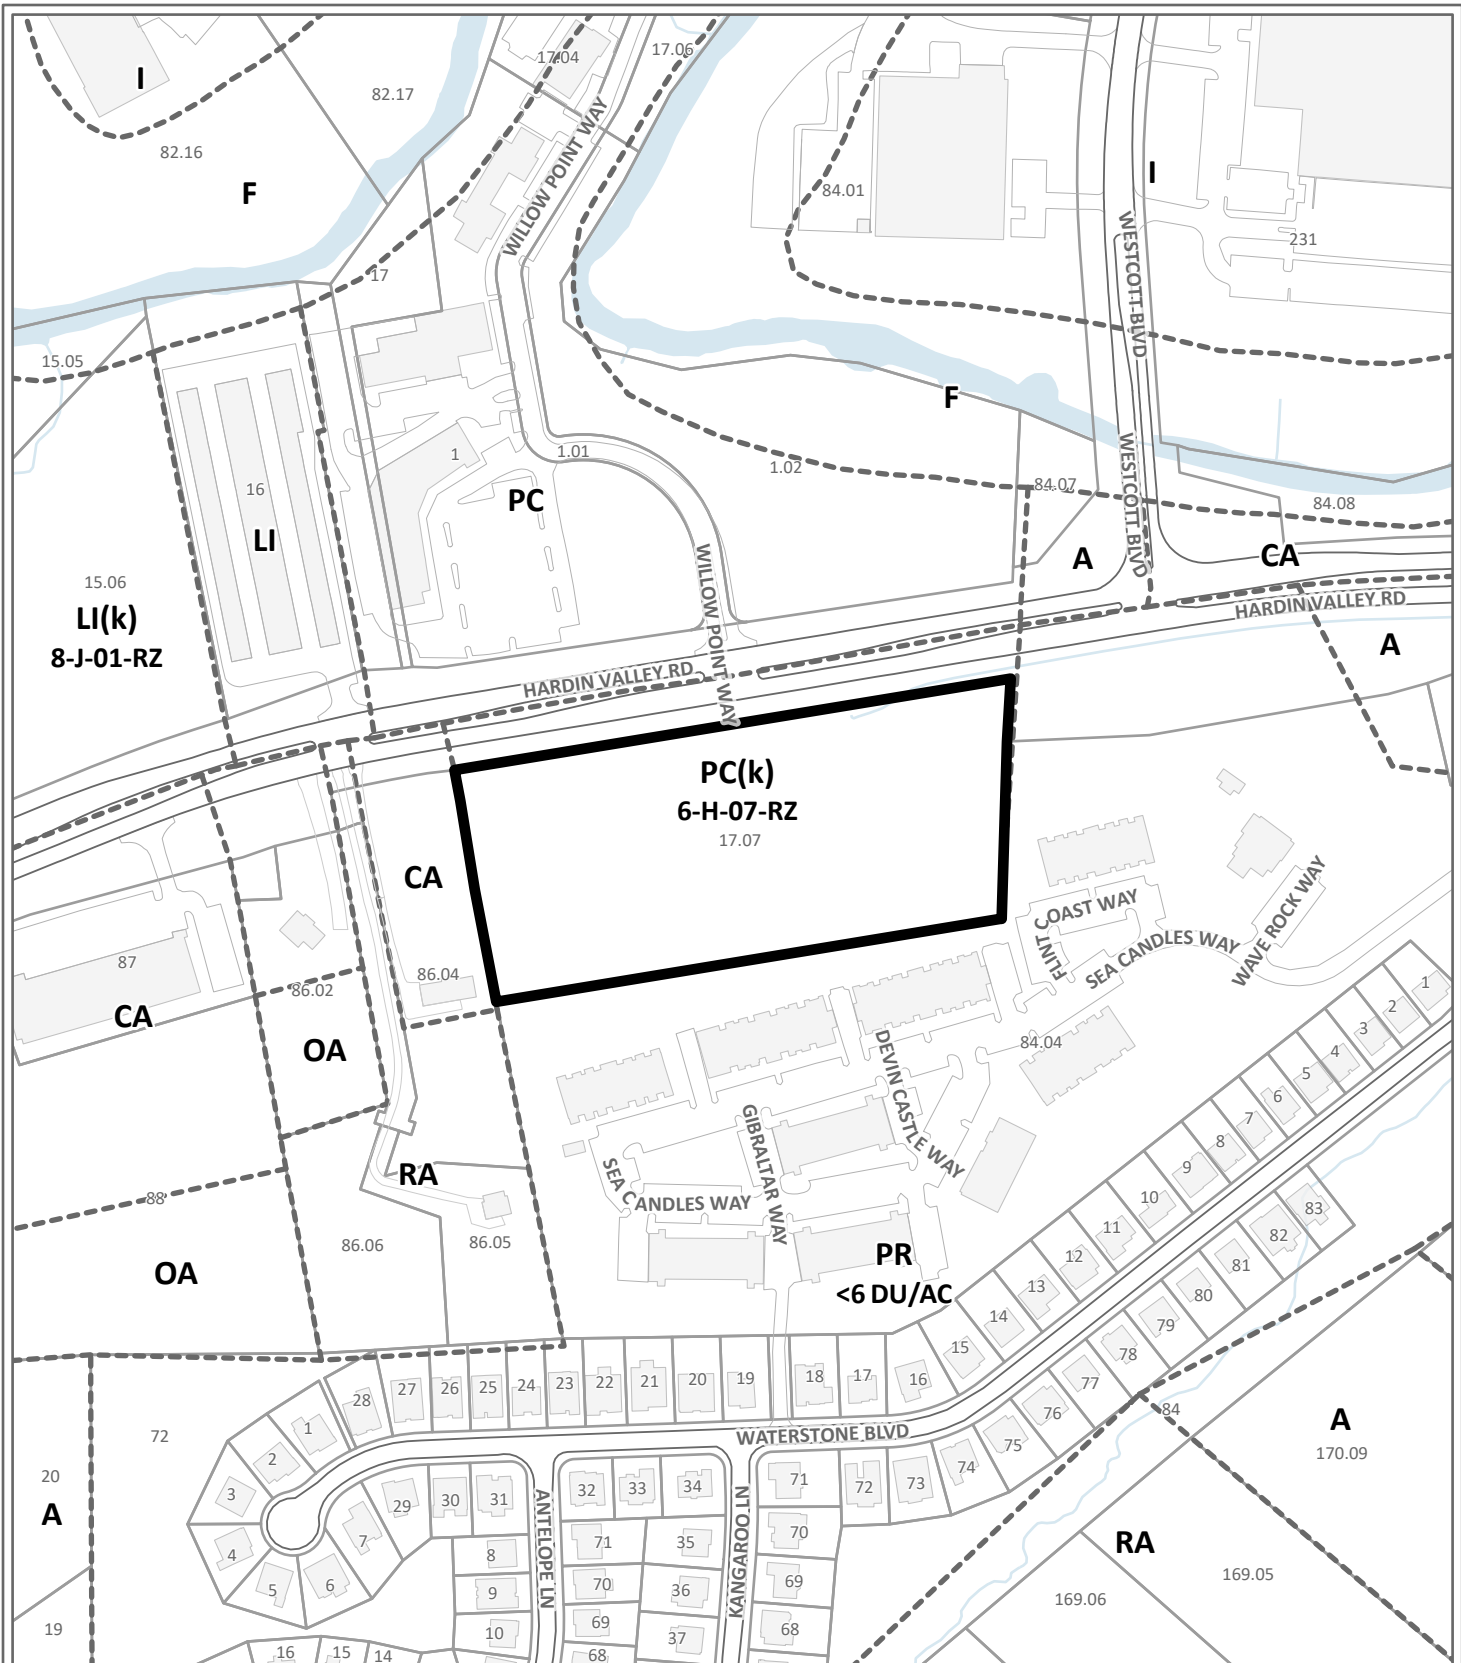 I
82.16
82.17
F
17.04
17.06
WILLOW POINT WAY
84.01
I
WESTCOTT BLVD
231
17
15.05
16
LI
1
PC
1.01
1.02
F
WESTCOTT BLVD
84.07
84.08
A
CA
15.06
LI(k)
8-J-01-RZ
WILLOW POINT WAY
HARDIN VALLEY RD
HARDIN VALLEY RD
A
PC(k)
6-H-07-RZ
17.07
CA
86.04
87
CA
86.02
OA
FLINT COAST WAY
SEA CANDLES WAY
WAVE ROCK WAY
84.04
DEVIN CASTLE WAY
GIBRALTAR WAY
SEA CANDLES WAY
RA
88
OA
86.06
86.05
PR
<6 DU/AC
1
2
3
4
5
6
7
8
9
10
11
12
13
14
15
16
17
18
19
20
21
22
23
24
25
26
27
28
83
82
81
80
79
78
77
76
75
74
73
72
71
84
A
170.09
72
20
A
19
1
2
3
4
5
6
7
29
30
31
32
33
34
WATERSTONE BLVD
ANTELOPE LN
KANGAROO LN
8
9
10
71
70
69
68
35
36
37
70
69
68
16
15
14
RA
169.05
169.06